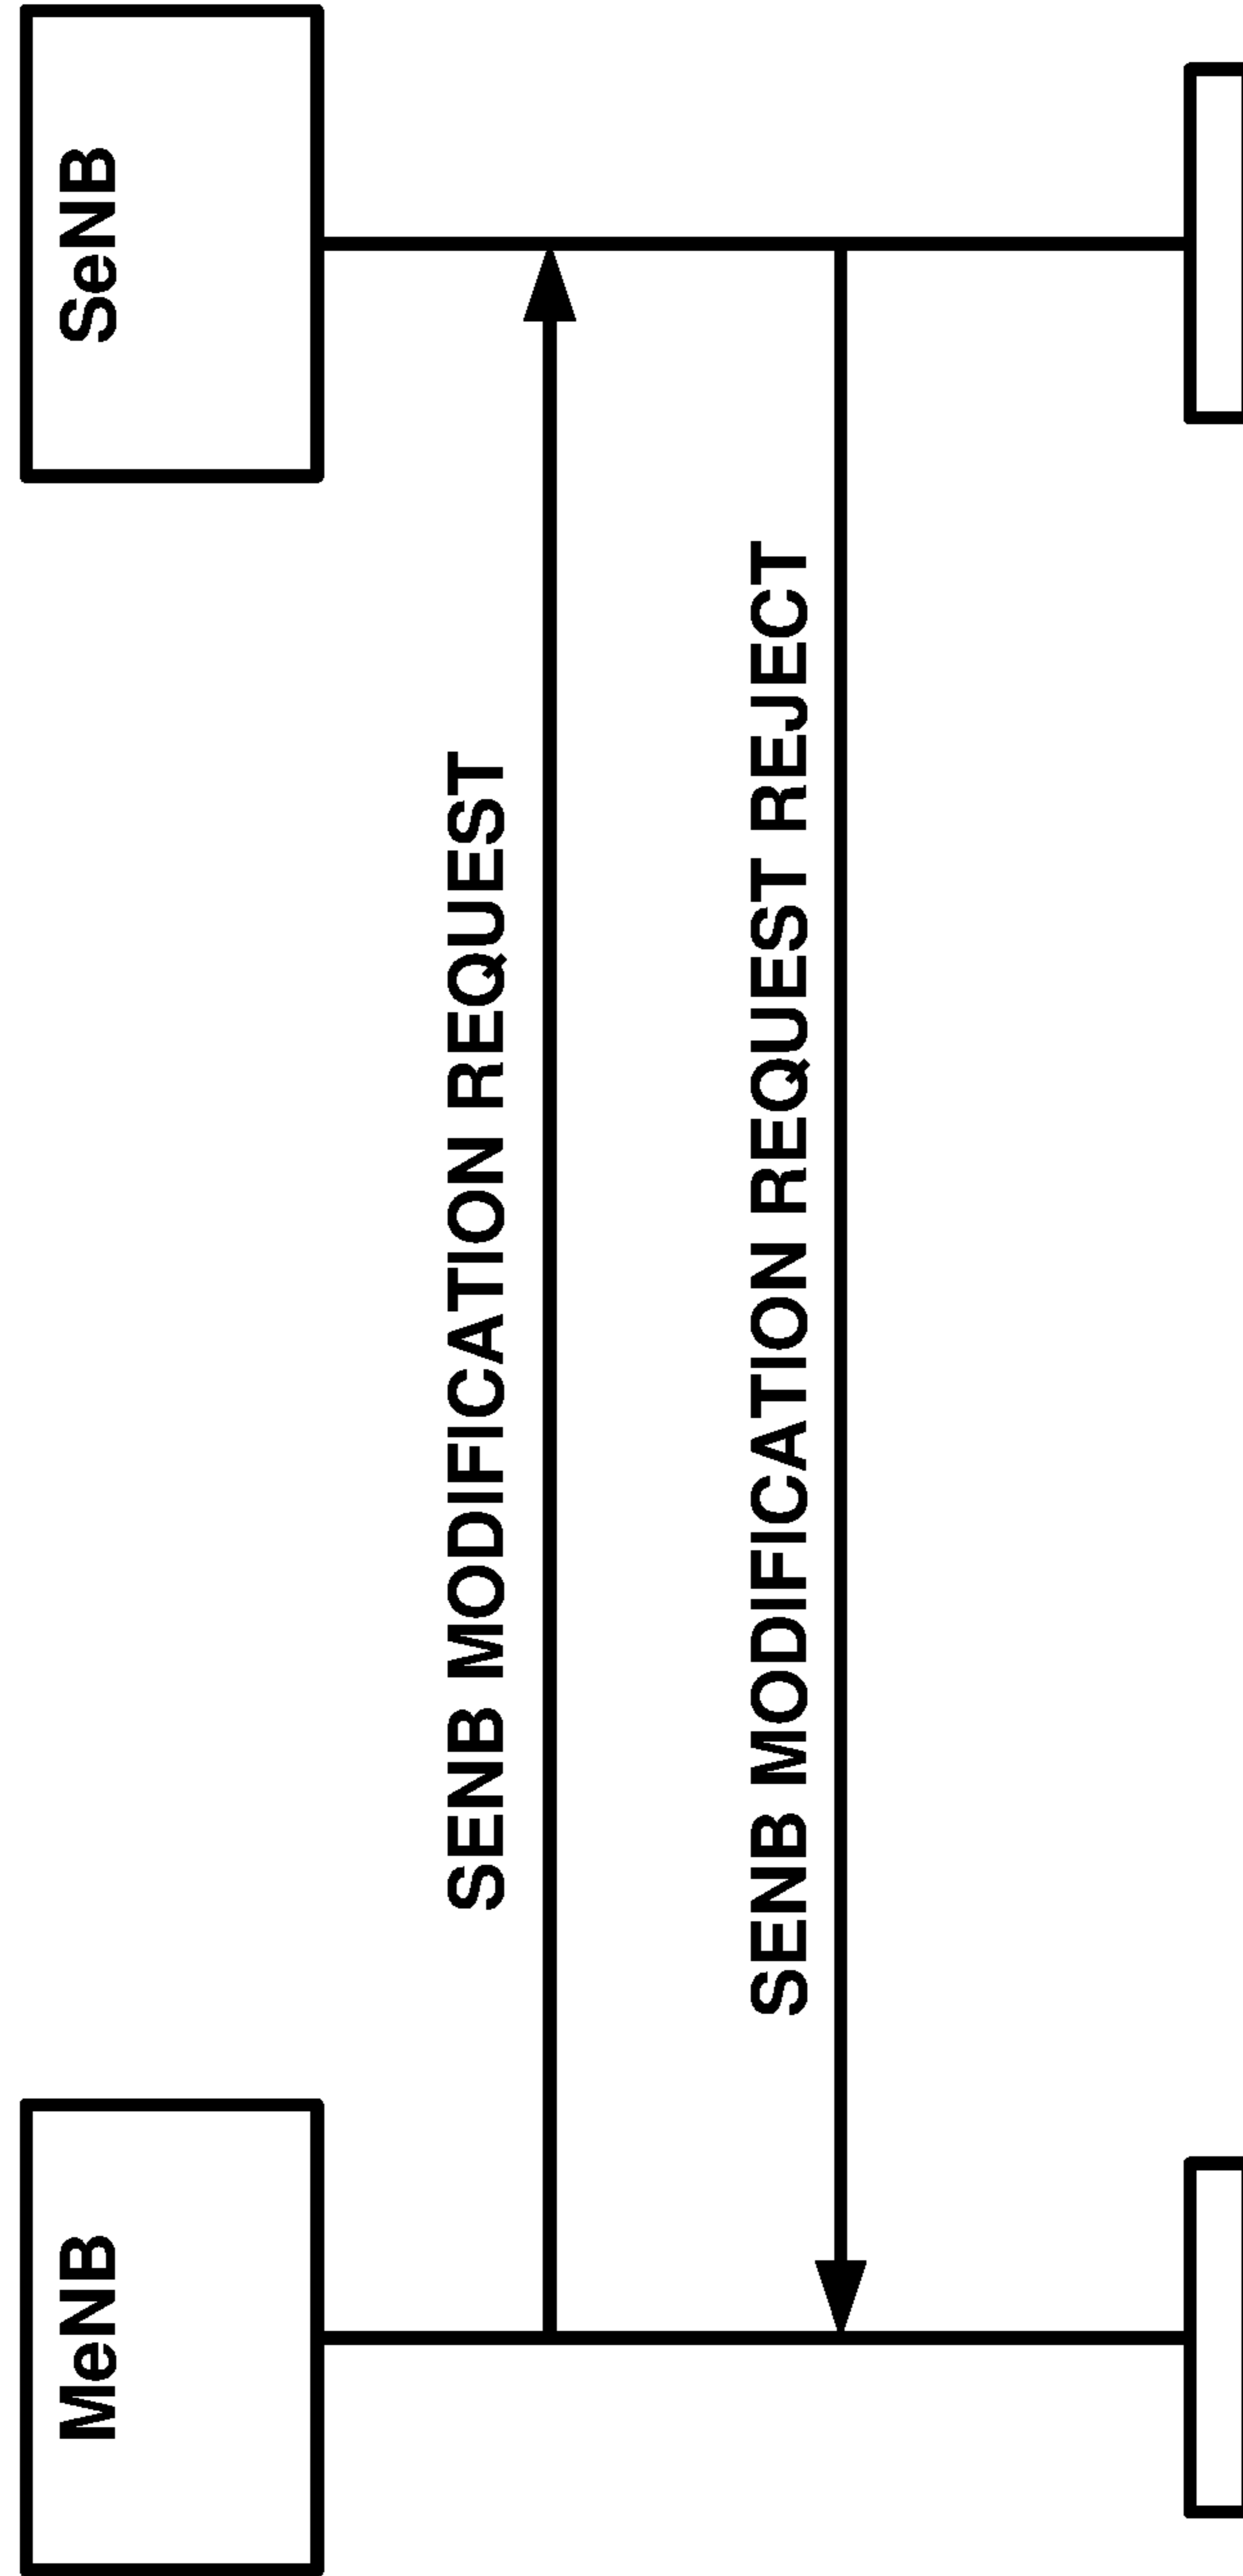 MeNB
SeNB
SENB MODIFICATION REQUEST
SENB MODIFICATION REQUEST REJECT